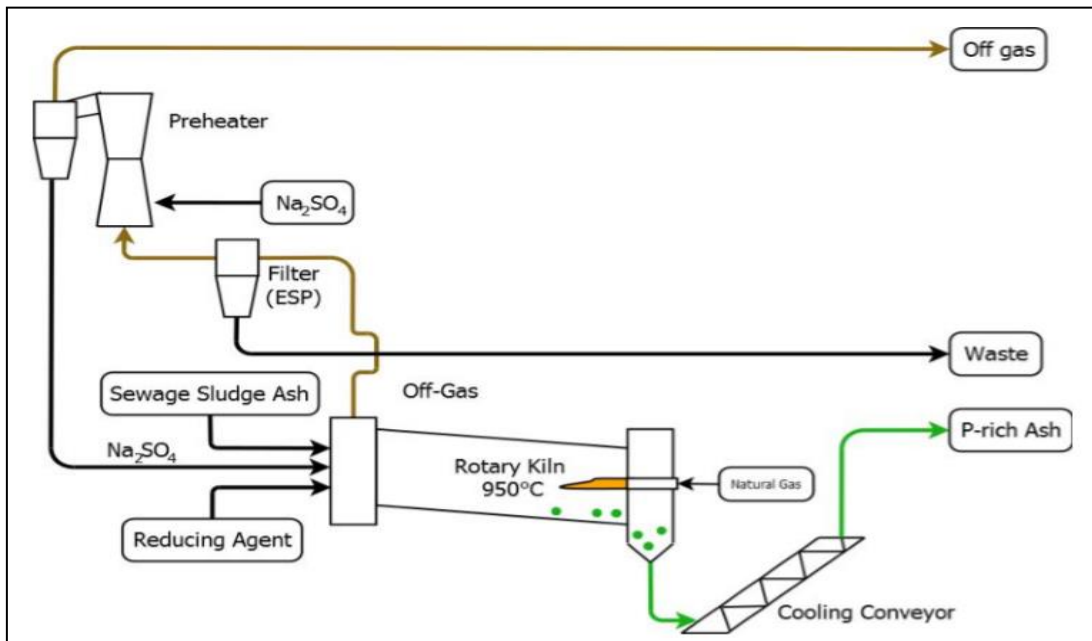 Off gas
Preheater
Na₂SO₄
Filter
(ESP)
Waste
Sewage Sludge Ash
Off-Gas
P-rich Ash
Na₂SO₄
Rotary Kiln
950°C
Natural Gas
Reducing Agent
Cooling Conveyor